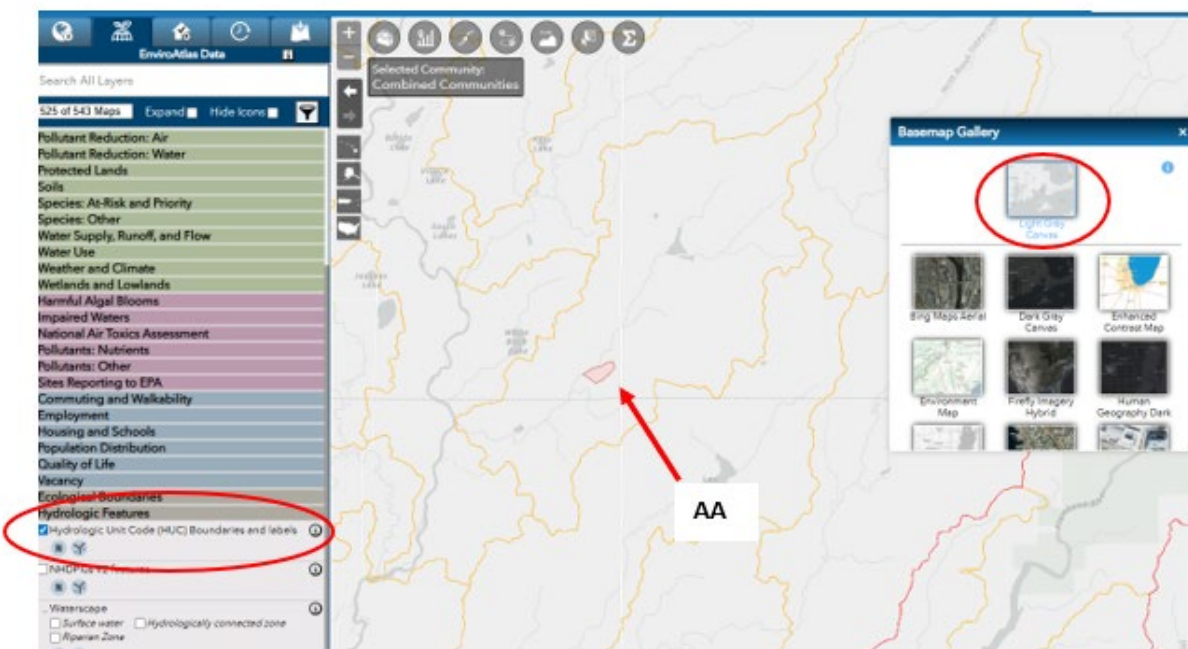 EnviroAtlas Data
Search All Layers
525 of 543 Maps Expand Hide Icons
Pollutant Reduction: Air
Pollutant Reduction: Water
Protected Lands
Soils
Species: At-Risk and Priority
Species: Other
Water Supply, Runoff, and Flow
Water Use
Weather and Climate
Wetlands and Lowlands
Harmful Algal Blooms
Impaired Waters
National Air Toxics Assessment
Pollutants: Nutrients
Pollutants: Other
Sites Reporting to EPA
Commuting and Walkability
Employment
Housing and Schools
Population Distribution
Quality of Life
Vacancy
Ecological Boundaries
Hydrologic Features
Hydrologic Unit Code (HUC) Boundaries and labels
NHDPlus V2 features
Waterscape
Surface water Hydrologically connected zone
Riparian Zone
Selected Community:
Combined Communities
AA
Basemap Gallery
Light Gray
Canvas
Bing Maps Aerial
Dark Gray
Canvas
Enhanced
Contrast Map
Environment
Map
Firefly Imagery
Hybrid
Human
Geography Dark